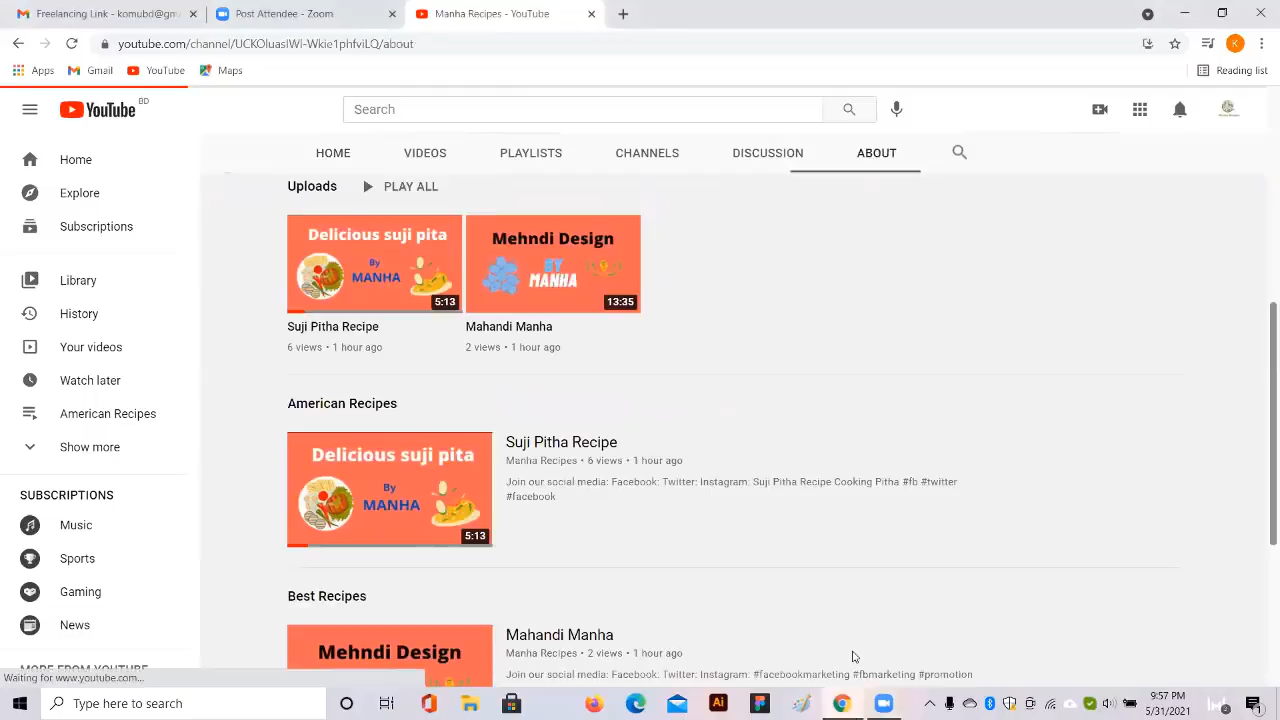 Freelancing Link - komubd@gm
Post Attende - Zoom
Manha Recipes - YouTube
Apps
Gmail
YouTube
Maps
Reading list
YouTube BD
Search
HOME
VIDEOS
PLAYLISTS
CHANNELS
DISCUSSION
ABOUT
Home
Explore
Subscriptions
Library
History
Your videos
Watch later
American Recipes
Show more
SUBSCRIPTIONS
Music
Sports
Gaming
News
MORE FROM YOUTUBE
Uploads
PLAY ALL
Delicious suji pita
By
MANHA
5:13
Suji Pitha Recipe
6 views • 1 hour ago
Mehndi Design
BY
MANHA
13:35
Mahandi Manha
2 views • 1 hour ago
American Recipes
Delicious suji pita
By
MANHA
5:13
Suji Pitha Recipe
Manha Recipes • 6 views • 1 hour ago
Join our social media: Facebook: Twitter: Instagram: Suji Pitha Recipe Cooking Pitha #fb #twitter
#facebook
Best Recipes
Mehndi Design
Mahandi Manha
Manha Recipes • 2 views • 1 hour ago
Join our social media: Facebook: Twitter: Instagram: #facebookmarketing #fbmarketing #promotion
Waiting for www.youtube.com...
Type here to search
Ai
9:57 PM
5/31/2021